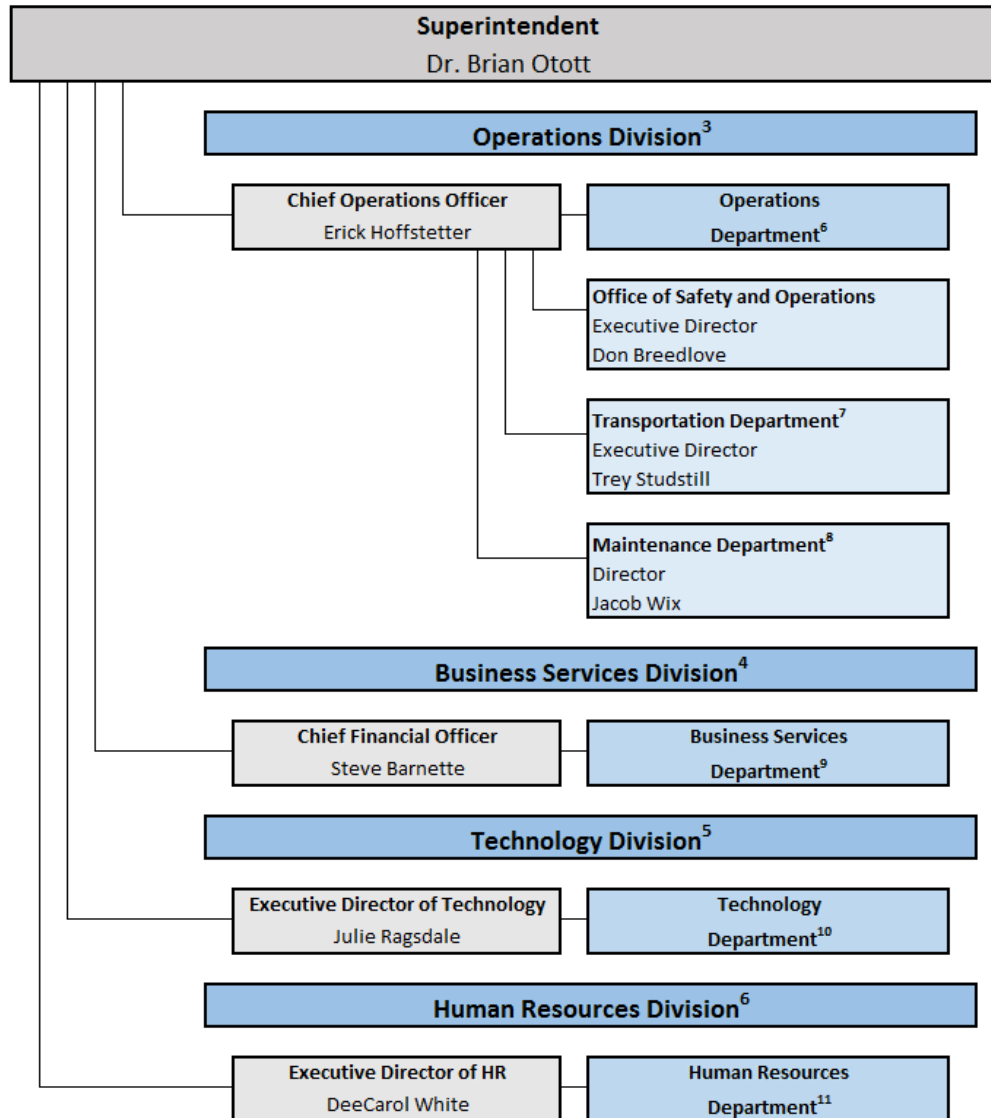 Superintendent
Dr. Brian Otott
Operations Division³
Chief Operations Officer
Erick Hoffstetter
Operations
Department⁶
Office of Safety and Operations
Executive Director
Don Breedlove
Transportation Department⁷
Executive Director
Trey Studstill
Maintenance Department⁸
Director
Jacob Wix
Business Services Division⁴
Chief Financial Officer
Steve Barnette
Business Services
Department⁹
Technology Division⁵
Executive Director of Technology
Julie Ragsdale
Technology
Department¹⁰
Human Resources Division⁶
Executive Director of HR
DeeCarol White
Human Resources
Department¹¹